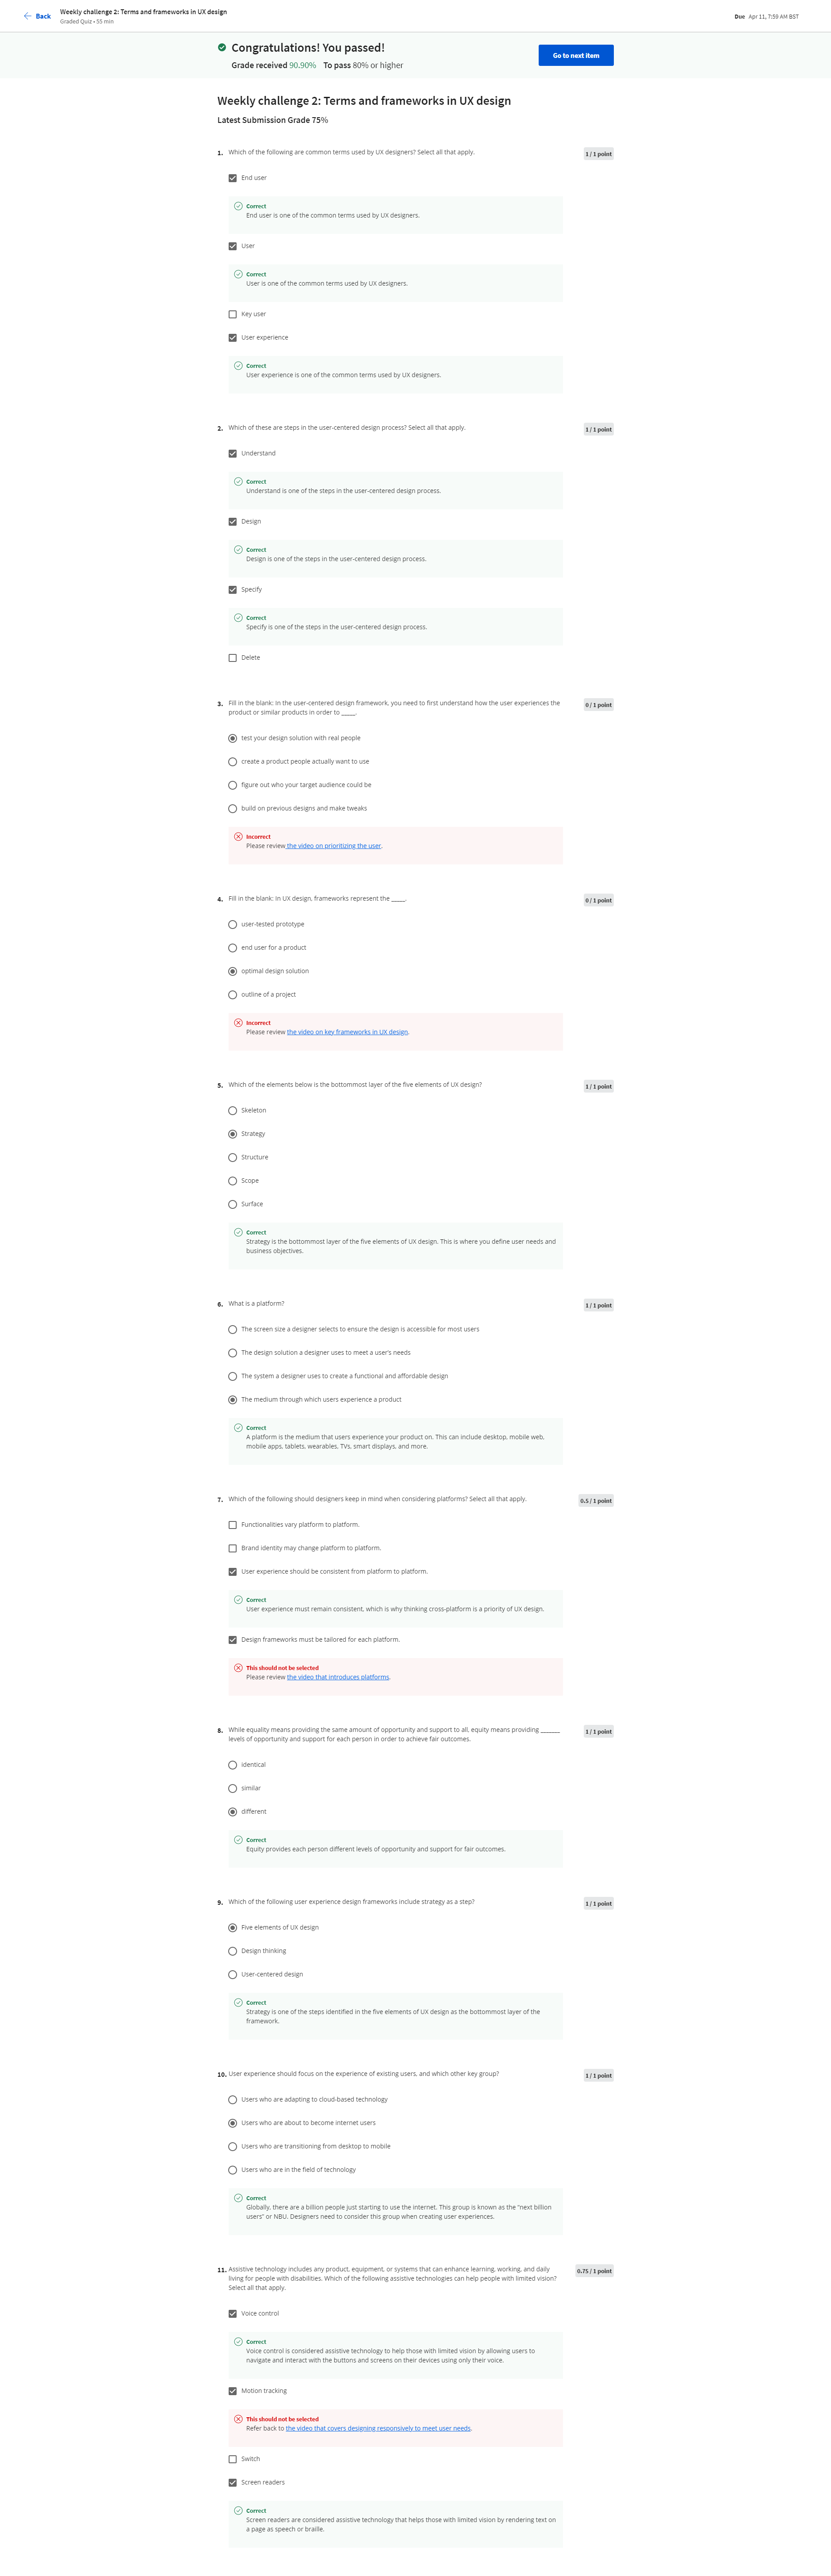 Back
Weekly challenge 2: Terms and frameworks in UX design
Graded Quiz • 55 min
Due Apr 11, 7:59 AM BST
Congratulations! You passed!
Grade received 90.90% To pass 80% or higher
Go to next item
Weekly challenge 2: Terms and frameworks in UX design
Latest Submission Grade 75%
1. Which of the following are common terms used by UX designers? Select all that apply.
1 / 1 point
End user
Correct
End user is one of the common terms used by UX designers.
User
Correct
User is one of the common terms used by UX designers.
Key user
User experience
Correct
User experience is one of the common terms used by UX designers.
2. Which of these are steps in the user-centered design process? Select all that apply.
1 / 1 point
Understand
Correct
Understand is one of the steps in the user-centered design process.
Design
Correct
Design is one of the steps in the user-centered design process.
Specify
Correct
Specify is one of the steps in the user-centered design process.
Delete
3. Fill in the blank: In the user-centered design framework, you need to first understand how the user experiences the
product or similar products in order to _____.
0 / 1 point
test your design solution with real people
create a product people actually want to use
figure out who your target audience could be
build on previous designs and make tweaks
Incorrect
Please review the video on prioritizing the user.
4. Fill in the blank: In UX design, frameworks represent the _____.
0 / 1 point
user-tested prototype
end user for a product
optimal design solution
outline of a project
Incorrect
Please review the video on key frameworks in UX design.
5. Which of the elements below is the bottommost layer of the five elements of UX design?
1 / 1 point
Skeleton
Strategy
Structure
Scope
Surface
Correct
Strategy is the bottommost layer of the five elements of UX design. This is where you define user needs and
business objectives.
6. What is a platform?
1 / 1 point
The screen size a designer selects to ensure the design is accessible for most users
The design solution a designer uses to meet a user's needs
The system a designer uses to create a functional and affordable design
The medium through which users experience a product
Correct
A platform is the medium that users experience your product on. This can include desktop, mobile web,
mobile apps, tablets, wearables, TVs, smart displays, and more.
7. Which of the following should designers keep in mind when considering platforms? Select all that apply.
0.5 / 1 point
Functionalities vary platform to platform.
Brand identity may change platform to platform.
User experience should be consistent from platform to platform.
Correct
User experience must remain consistent, which is why thinking cross-platform is a priority of UX design.
Design frameworks must be tailored for each platform.
This should not be selected
Please review the video that introduces platforms.
8. While equality means providing the same amount of opportunity and support to all, equity means providing ______
levels of opportunity and support for each person in order to achieve fair outcomes.
1 / 1 point
identical
similar
different
Correct
Equity provides each person different levels of opportunity and support for fair outcomes.
9. Which of the following user experience design frameworks include strategy as a step?
1 / 1 point
Five elements of UX design
Design thinking
User-centered design
Correct
Strategy is one of the steps identified in the five elements of UX design as the bottommost layer of the
framework.
10. User experience should focus on the experience of existing users, and which other key group?
1 / 1 point
Users who are adapting to cloud-based technology
Users who are about to become internet users
Users who are transitioning from desktop to mobile
Users who are in the field of technology
Correct
Globally, there are a billion people just starting to use the internet. This group is known as the "next billion
users" or NBU. Designers need to consider this group when creating user experiences.
11. Assistive technology includes any product, equipment, or systems that can enhance learning, working, and daily
living for people with disabilities. Which of the following assistive technologies can help people with limited vision?
Select all that apply.
0.75 / 1 point
Voice control
Correct
Voice control is considered assistive technology to help those with limited vision by allowing users to
navigate and interact with the buttons and screens on their devices using only their voice.
Motion tracking
This should not be selected
Refer back to the video that covers designing responsively to meet user needs.
Switch
Screen readers
Correct
Screen readers are considered assistive technology that helps those with limited vision by rendering text on
a page as speech or braille.